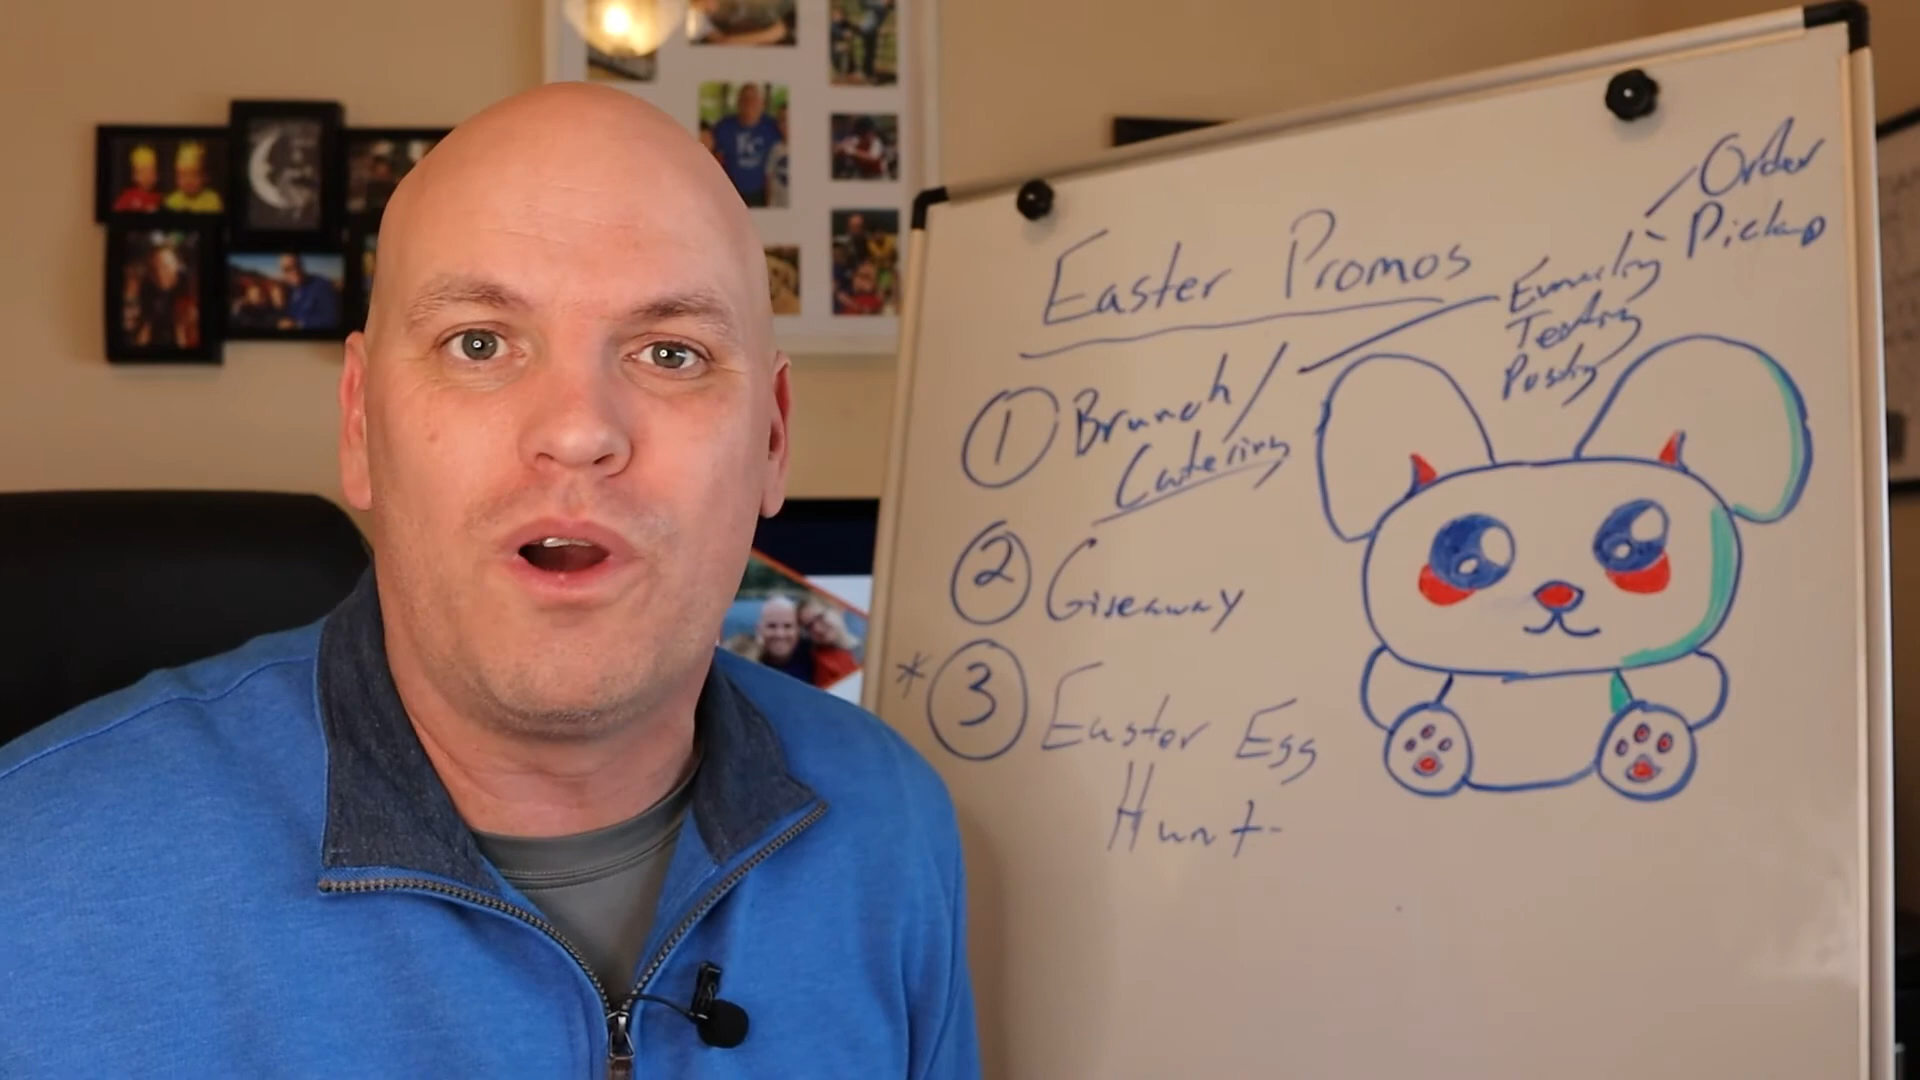 Easter Promos
Order
Pickup
Emailing
Texting
Posting
1 Brunch/
Catering
2 Giveaway
* 3 Easter Egg
Hunt